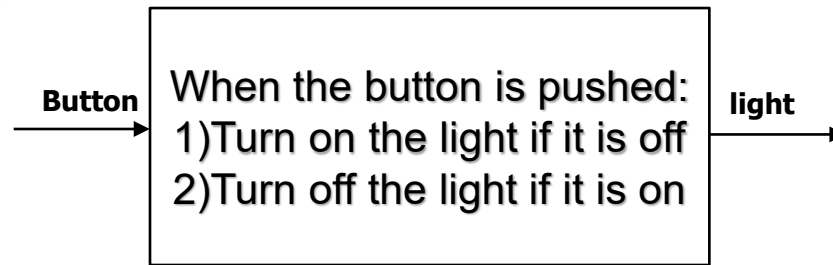 Button
When the button is pushed:
1)Turn on the light if it is off
2)Turn off the light if it is on
light